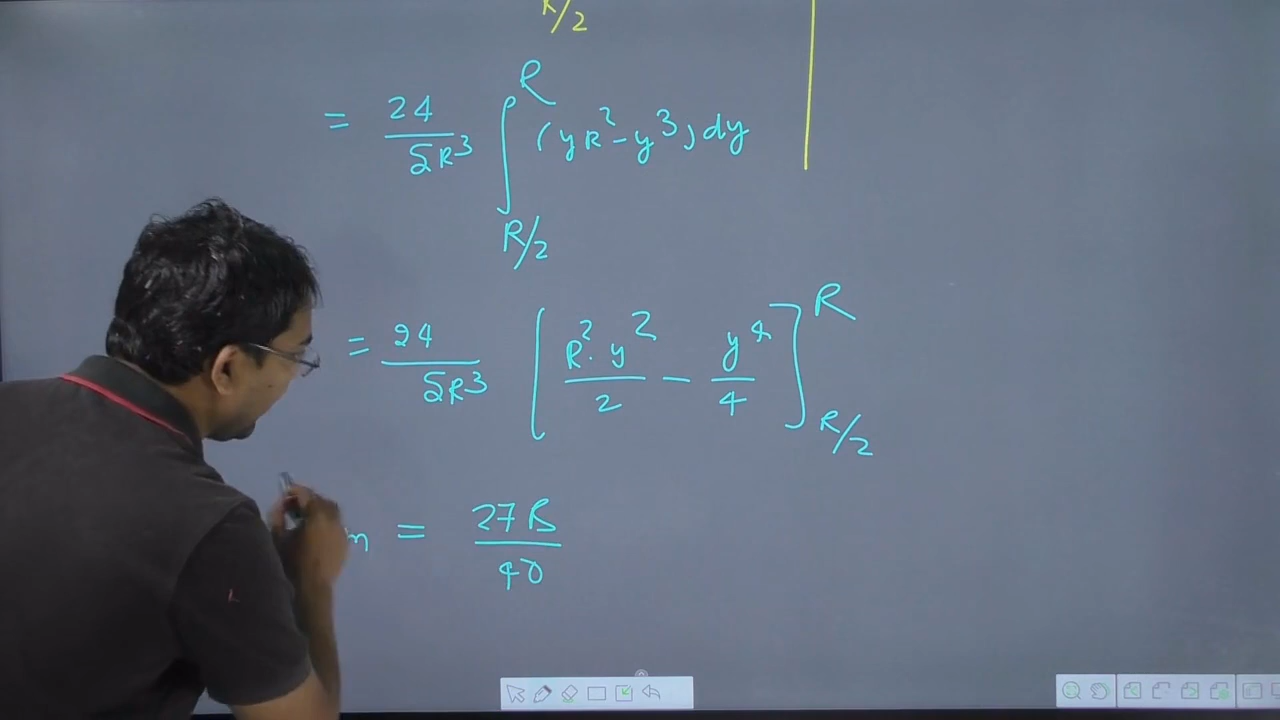 R/2
= 24/5R³ ∫_{R/2}^{R} (yR² - y³) dy
= 24/5R³ [ R².y²/2 - y⁴/4 ]_{R/2}^{R}
m = 27R/40